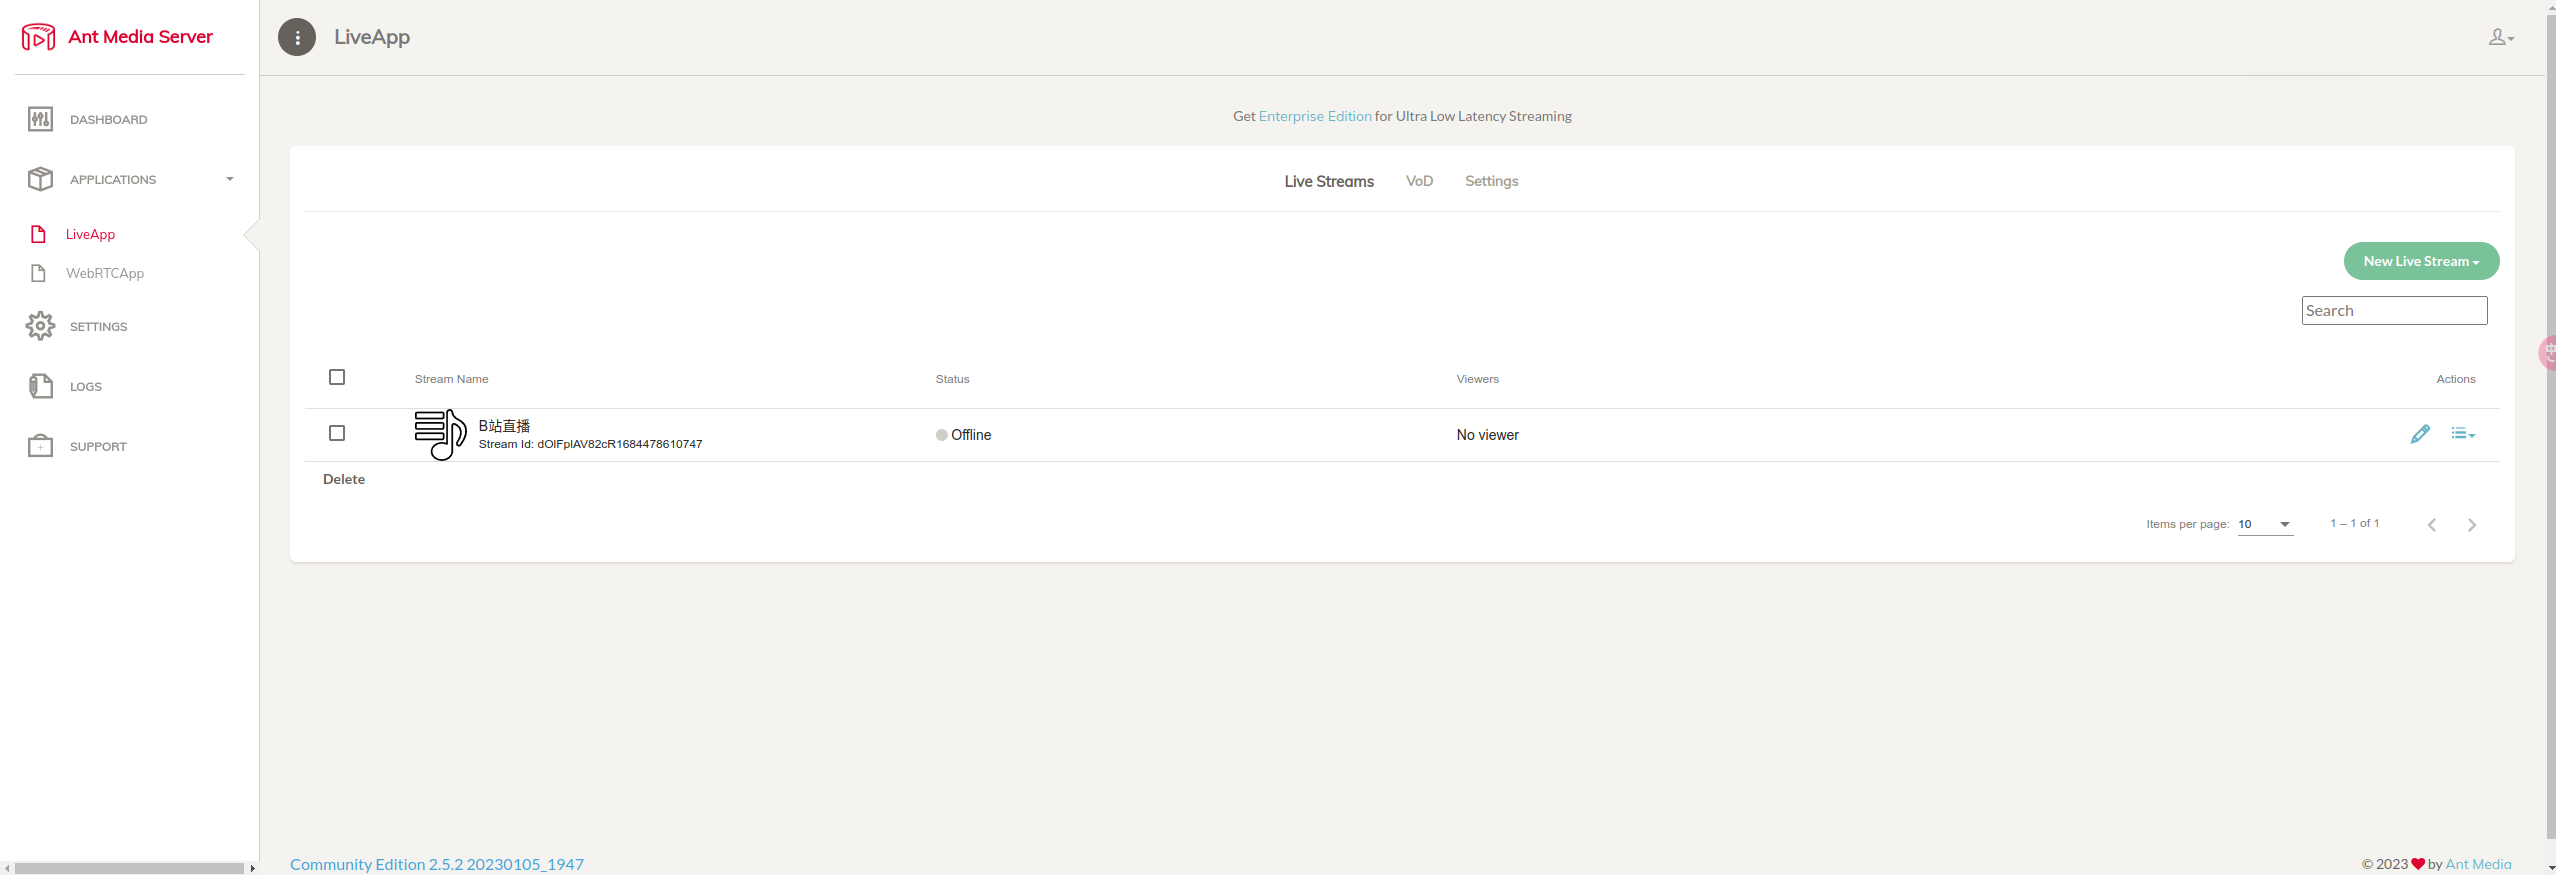 Ant Media Server
LiveApp
DASHBOARD
APPLICATIONS
LiveApp
WebRTCApp
SETTINGS
LOGS
SUPPORT
Get Enterprise Edition for Ultra Low Latency Streaming
Live Streams VoD Settings
New Live Stream
Search
Stream Name Status Viewers Actions
B站直播
Stream Id: dOlFplAV82cR1684478610747
Offline
No viewer
Delete
Items per page: 10 1 – 1 of 1
中
Community Edition 2.5.2 20230105_1947
© 2023 by Ant Media